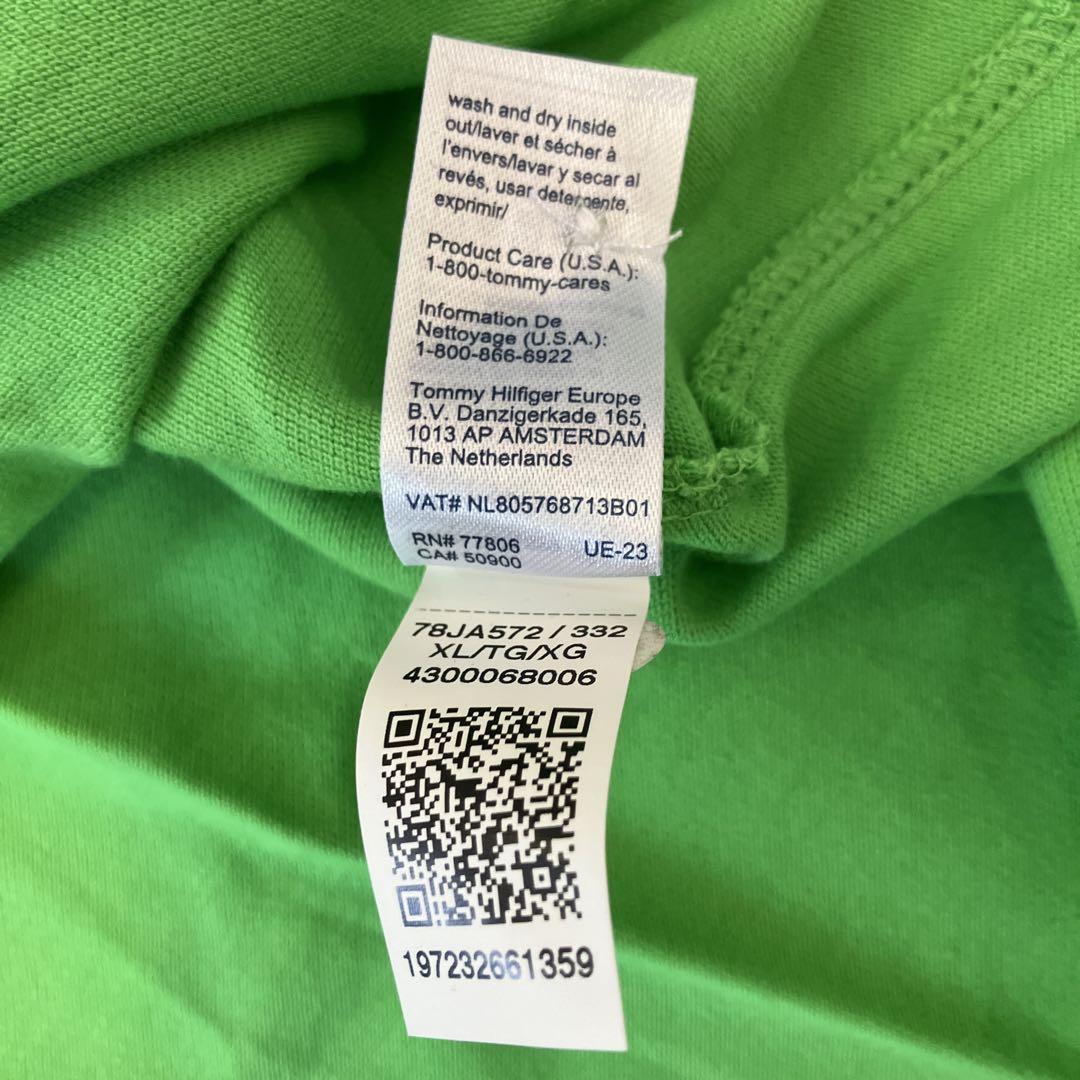 wash and dry inside
out/laver et sécher à
l'envers/lavar y secar al
revés, usar detergente,
exprimir/
Product Care (U.S.A.):
1-800-tommy-cares
Information De
Nettoyage (U.S.A.):
1-800-866-6922
Tommy Hilfiger Europe
B.V. Danzigerkade 165,
1013 AP AMSTERDAM
The Netherlands
VAT# NL805768713B01
RN# 77806 UE-23
CA# 50900
78JA572 / 332
XL/TG/XG
4300068006
197232661359